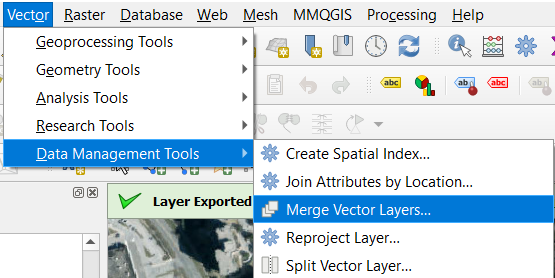 Vector Raster Database Web Mesh MMQGIS Processing Help
Geoprocessing Tools
Geometry Tools
abc abc abc
Analysis Tools
Research Tools
Data Management Tools
Create Spatial Index...
Join Attributes by Location...
Layer Exported
Merge Vector Layers...
Reproject Layer...
Split Vector Layer...